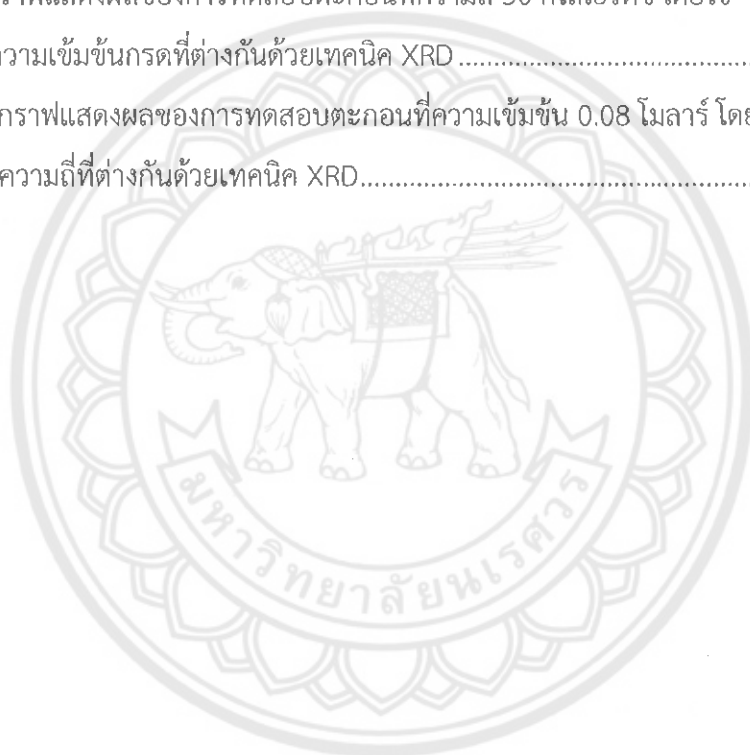 ความเข้มข้นกรดที่ต่างกันด้วยเทคนิค XRD
กราฟแสดงผลของการทดสอบตะกอนที่ความเข้มข้น 0.08 โมลาร์ โดย
ความถี่ที่ต่างกันด้วยเทคนิค XRD
มหาวิทยาลัยนเรศวร